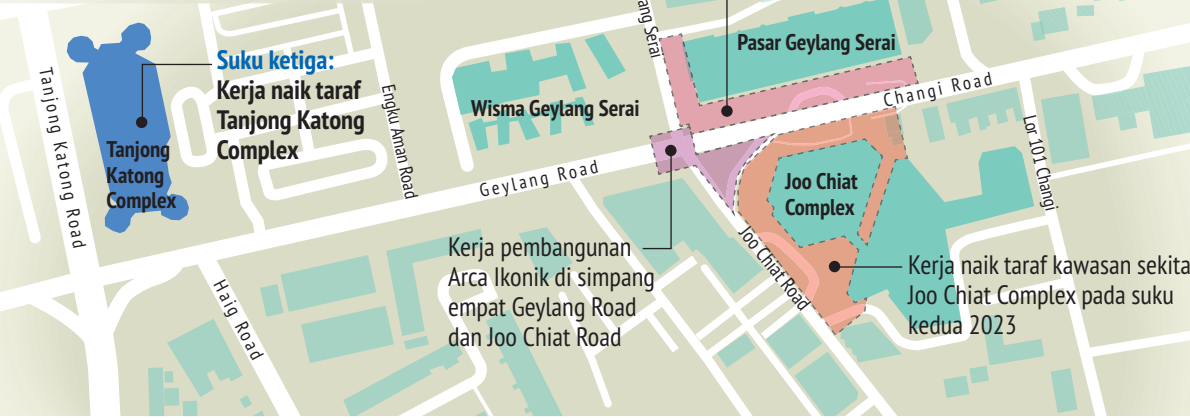 Suku ketiga:
Kerja naik taraf
Tanjong Katong
Complex
Tanjong
Katong
Complex
Tanjong Katong Road
Engku Aman Road
Wisma Geylang Serai
Serai
Pasar Geylang Serai
Changi Road
Geylang Road
Lor 101 Changi
Joo Chiat
Complex
Joo Chiat Road
Haig Road
Kerja pembangunan
Arca Ikonik di simpang
empat Geylang Road
dan Joo Chiat Road
Kerja naik taraf kawasan
Joo Chiat Complex pada suku
kedua 2023